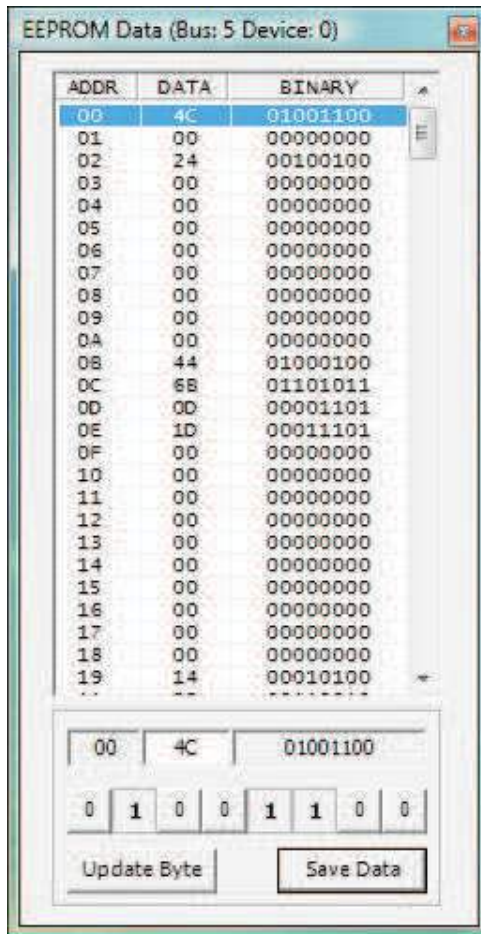 EEPROM Data (Bus: 5 Device: 0)
ADDR DATA BINARY
00 4C 01001100
01 00 00000000
02 24 00100100
03 00 00000000
04 00 00000000
05 00 00000000
06 00 00000000
07 00 00000000
08 00 00000000
09 00 00000000
0A 00 00000000
0B 44 01000100
0C 6B 01101011
0D 0D 00001101
0E 1D 00011101
0F 00 00000000
10 00 00000000
11 00 00000000
12 00 00000000
13 00 00000000
14 00 00000000
15 00 00000000
16 00 00000000
17 00 00000000
18 00 00000000
19 14 00010100
00 4C 01001100
0 1 0 0 1 1 0 0
Update Byte Save Data